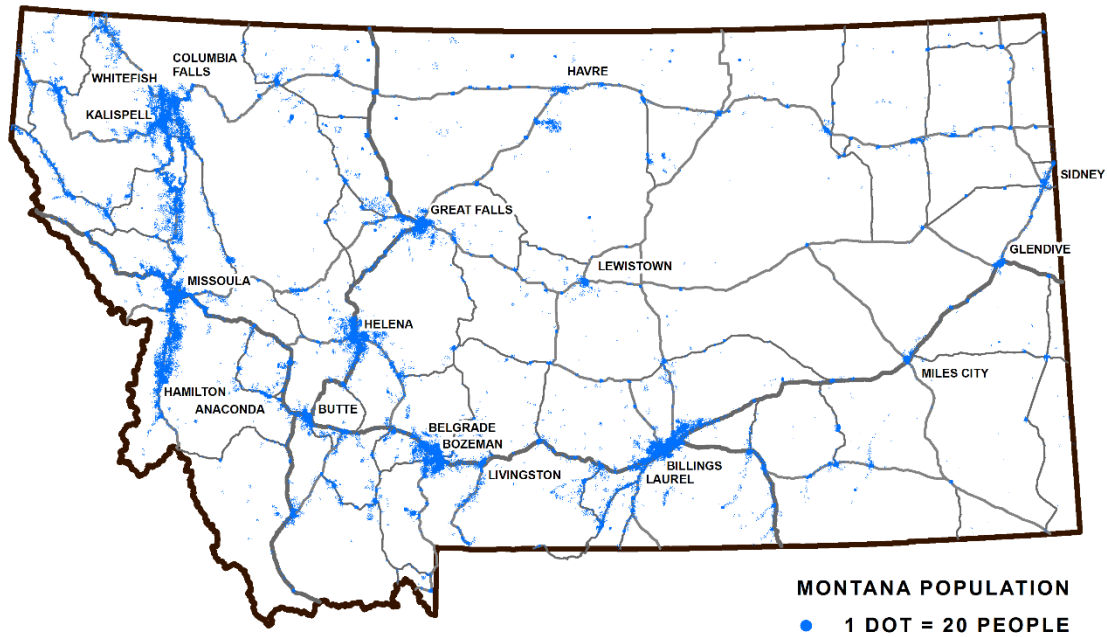 COLUMBIA
FALLS
WHITEFISH
HAVRE
KALISPELL
SIDNEY
GREAT FALLS
GLENDIVE
LEWISTOWN
MISSOULA
HELENA
MILES CITY
HAMILTON
ANACONDA
BUTTE
BELGRADE
BOZEMAN
BILLINGS
LIVINGSTON
LAUREL
MONTANA POPULATION
1 DOT = 20 PEOPLE